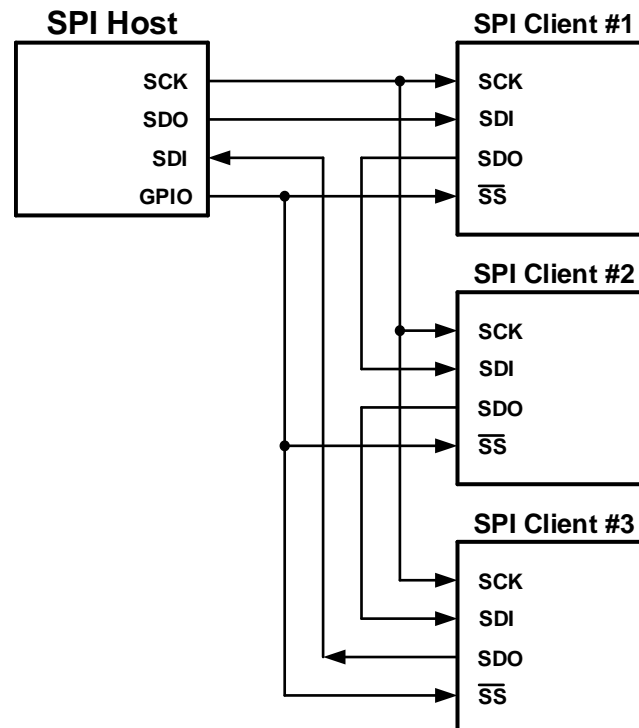 SPI Host
SCK
SDO
SDI
GPIO
SPI Client #1
SCK
SDI
SDO
SS
SPI Client #2
SCK
SDI
SDO
SS
SPI Client #3
SCK
SDI
SDO
SS